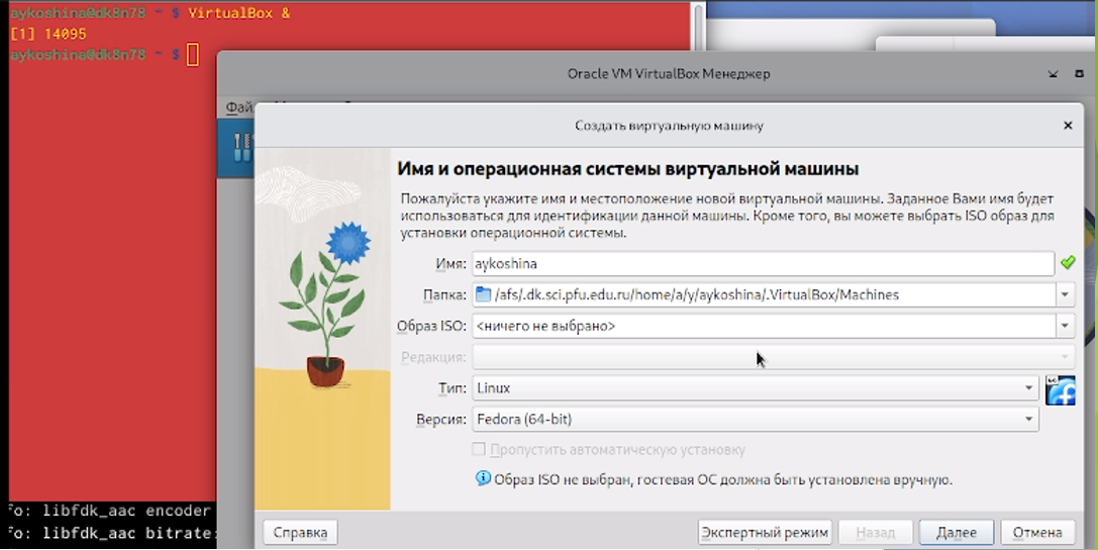 aykoshina@dk8n78 ~ $ VirtualBox &
[1] 14095
aykoshina@dk8n78 ~ $
Oracle VM VirtualBox Менеджер
Файл
Создать виртуальную машину
Имя и операционная системы виртуальной машины
Пожалуйста укажите имя и местоположение новой виртуальной машины. Заданное Вами имя будет
использоваться для идентификации данной машины. Кроме того, вы можете выбрать ISO образ для
установки операционной системы.
Имя: aykoshina
Папка: /afs/.dk.sci.pfu.edu.ru/home/a/y/aykoshina/.VirtualBox/Machines
Образ ISO: <ничего не выбрано>
Редакция:
Тип: Linux
Версия: Fedora (64-bit)
Пропустить автоматическую установку
Образ ISO не выбран, гостевая ОС должна быть установлена вручную.
fo: libfdk_aac encoder
fo: libfdk_aac bitrate:
Справка Экспертный режим Назад Далее Отмена